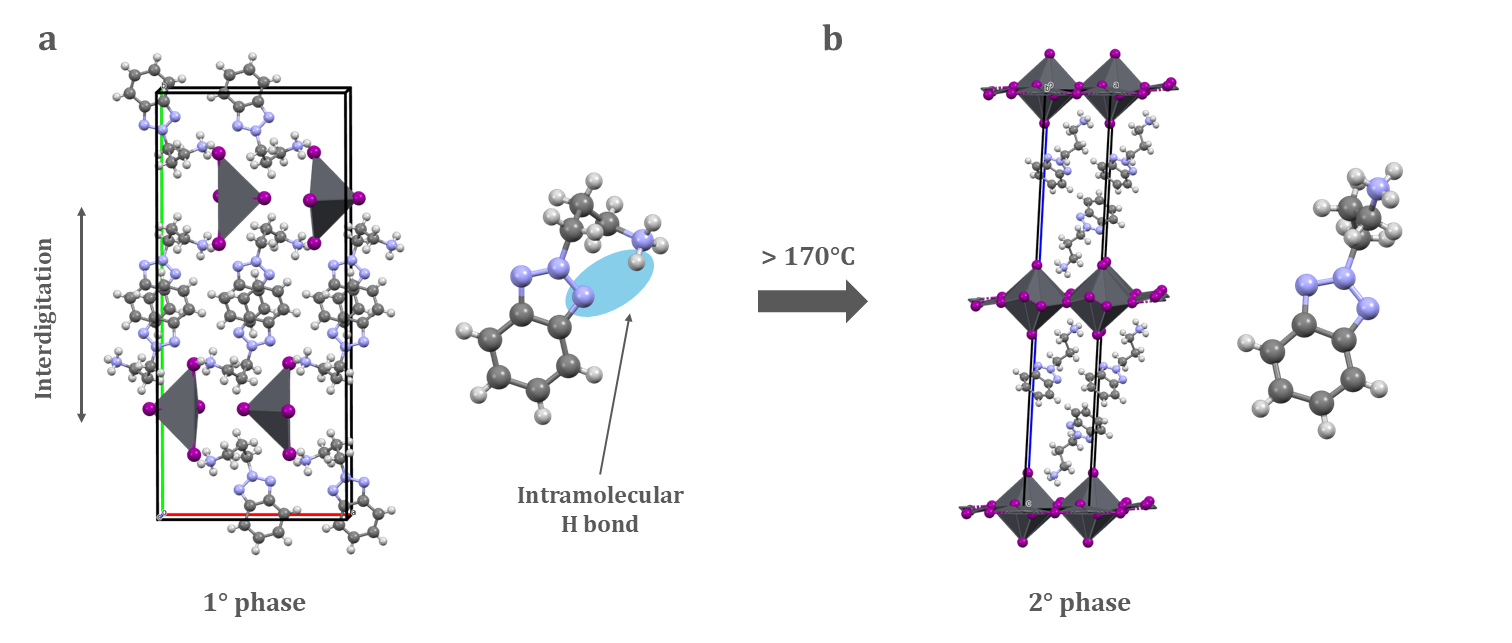 a
b
Interdigitation
> 170°C
Intramolecular
H bond
1° phase
2° phase